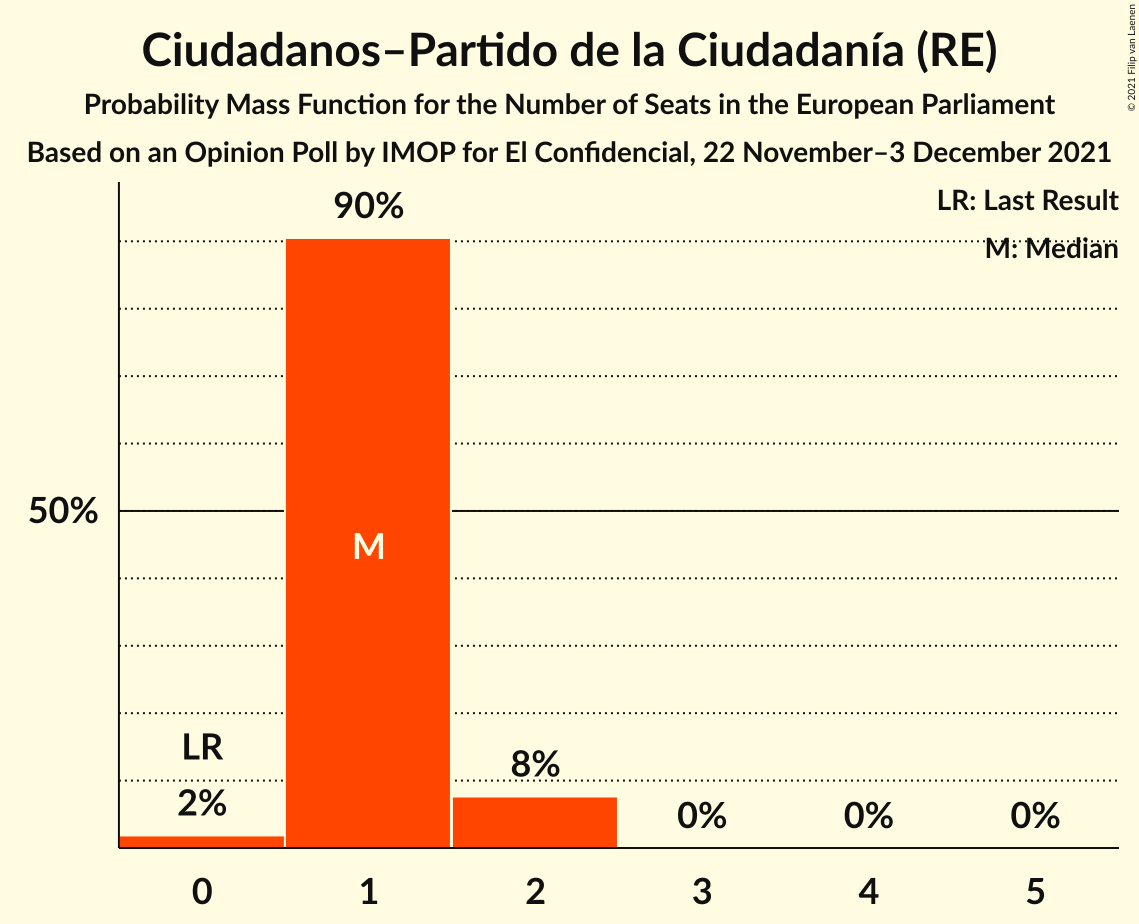 Ciudadanos–Partido de la Ciudadanía (RE)
Probability Mass Function for the Number of Seats in the European Parliament
Based on an Opinion Poll by IMOP for El Confidencial, 22 November–3 December 2021
© 2021 Filip van Laenen
LR: Last Result
M: Median
90%
50%
M
LR
2%
8%
0%
0%
0%
0
1
2
3
4
5